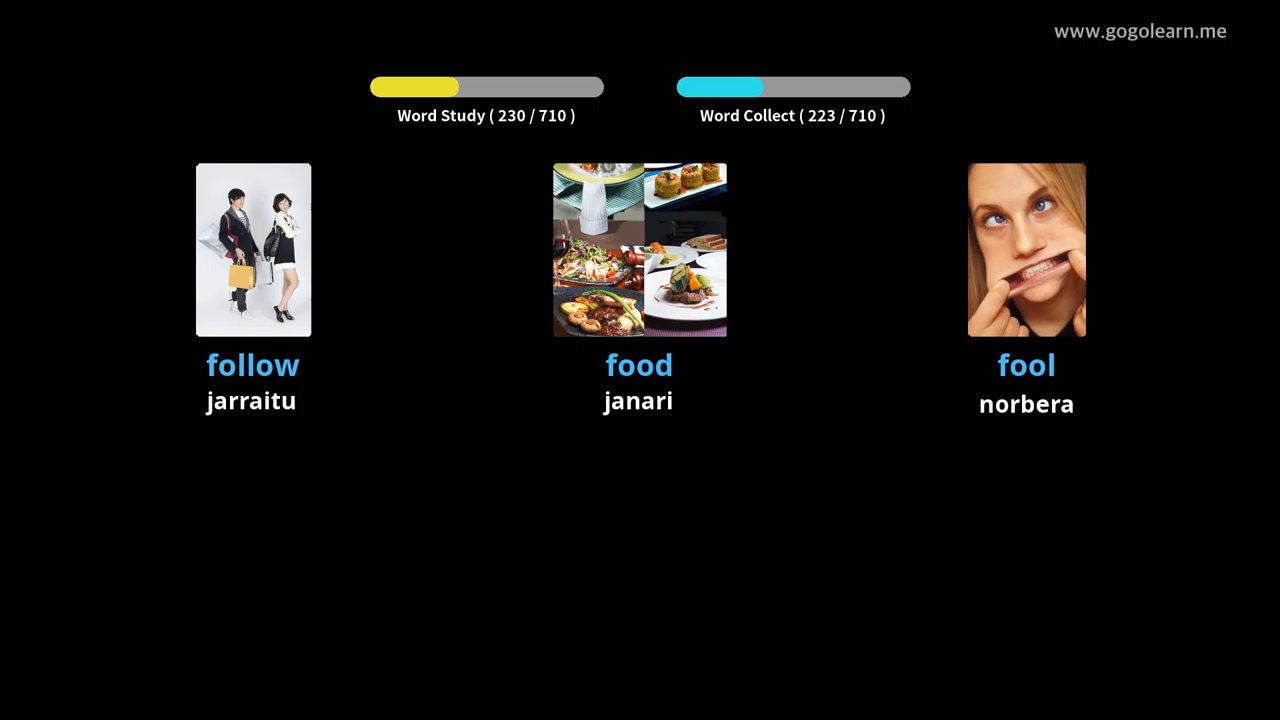 www.gogolearn.me
Word Study ( 230 / 710 )
Word Collect ( 223 / 710 )
follow
jarraitu
food
janari
fool
norbera